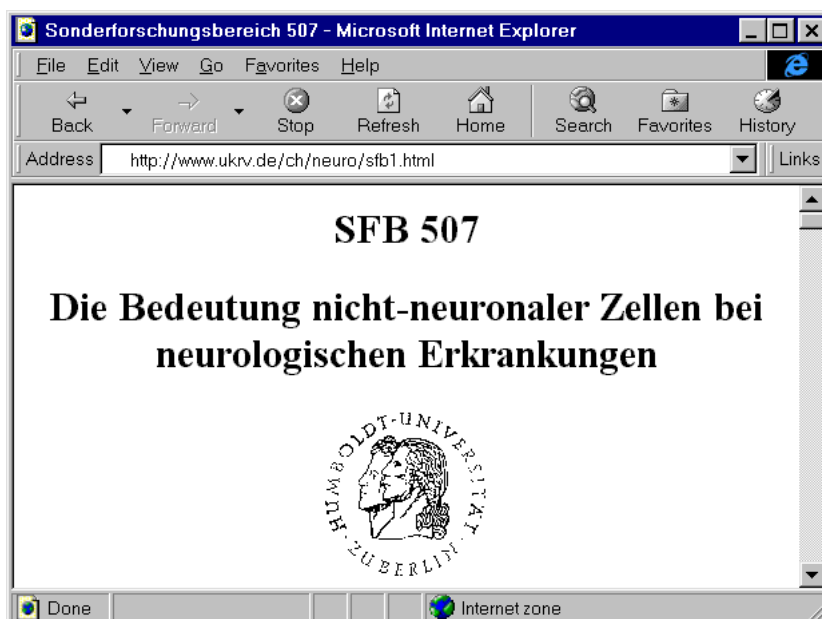 Sonderforschungsbereich 507 - Microsoft Internet Explorer
File Edit View Go Favorites Help
Back Forward Stop Refresh Home Search Favorites History
Address http://www.ukrv.de/ch/neuro/sfb1.html Links
SFB 507
Die Bedeutung nicht-neuronaler Zellen bei
neurologischen Erkrankungen
HUMBOLDT-UNIVERSITÄT
ZU BERLIN
Done Internet zone